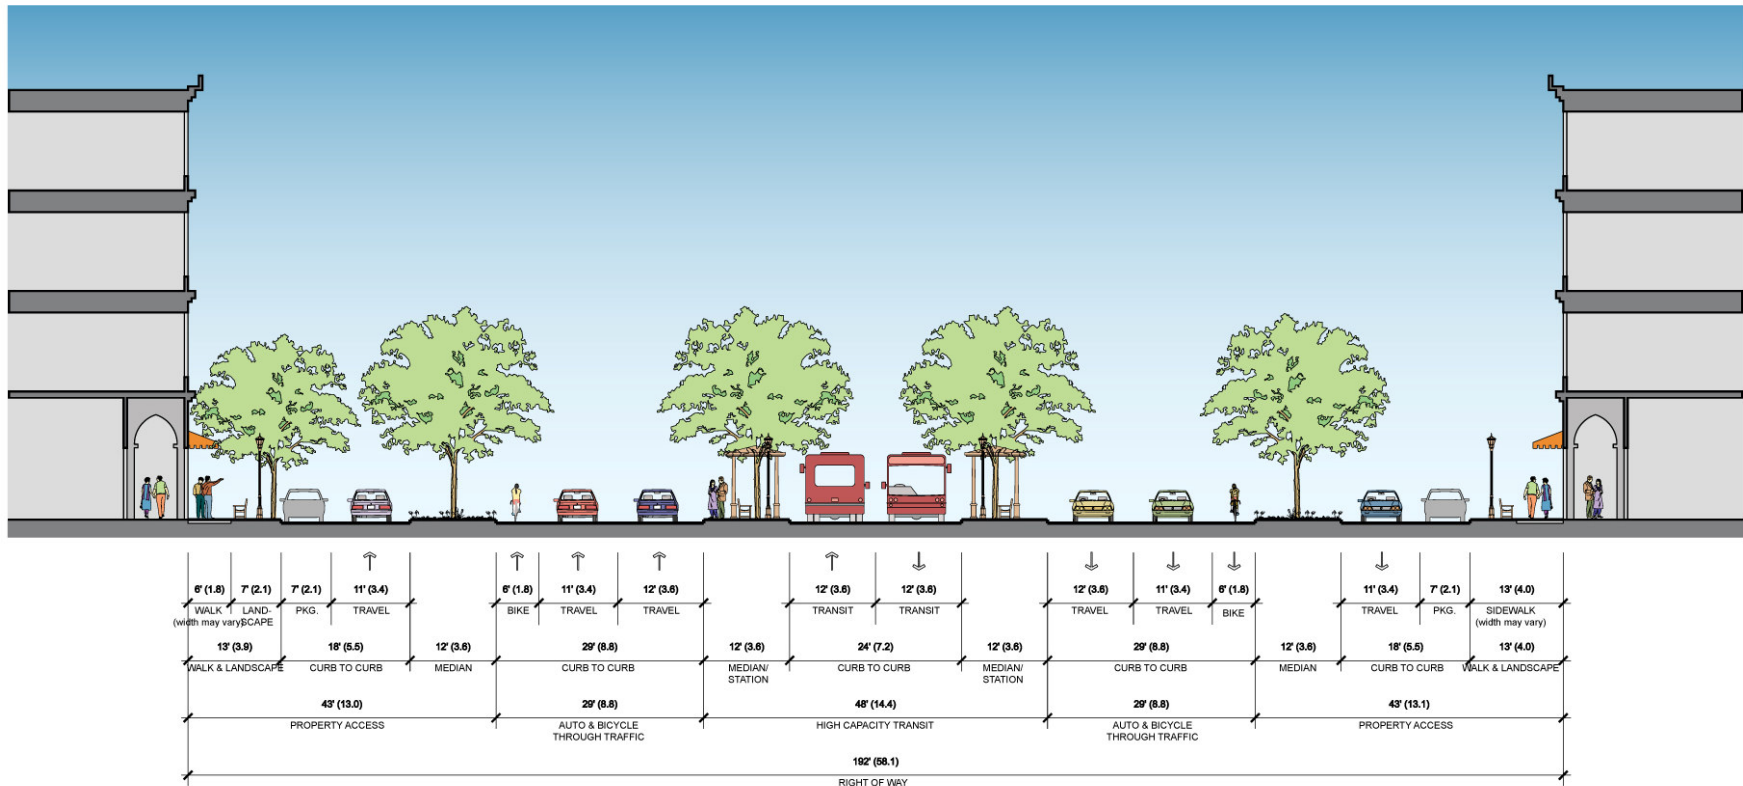 6' (1.8) 7' (2.1) 7' (2.1) 11' (3.4) 6' (1.8) 11' (3.4) 12' (3.6) 12' (3.6) 12' (3.6) 12' (3.6) 11' (3.4) 6' (1.8) 11' (3.4) 7' (2.1) 13' (4.0)
WALK LAND- PKG. TRAVEL BIKE TRAVEL TRAVEL TRANSIT TRANSIT TRAVEL TRAVEL BIKE TRAVEL PKG. SIDEWALK
(width may vary) SCAPE (width may vary)
13' (3.9) 18' (5.5) 12' (3.6) 29' (8.8) 12' (3.6) 24' (7.2) 12' (3.6) 29' (8.8) 12' (3.6) 18' (5.5) 13' (4.0)
WALK & LANDSCAPE CURB TO CURB MEDIAN CURB TO CURB MEDIAN/ CURB TO CURB MEDIAN/ CURB TO CURB MEDIAN CURB TO CURB WALK & LANDSCAPE
STATION STATION
43' (13.0) 29' (8.8) 48' (14.4) 29' (8.8) 43' (13.1)
PROPERTY ACCESS AUTO & BICYCLE HIGH CAPACITY TRANSIT AUTO & BICYCLE PROPERTY ACCESS
THROUGH TRAFFIC THROUGH TRAFFIC
192' (58.1)
RIGHT OF WAY